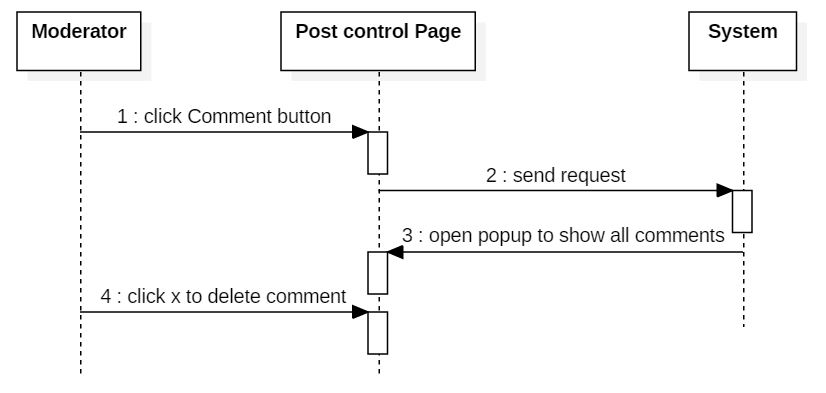 Moderator
Post control Page
System
1 : click Comment button
2 : send request
3 : open popup to show all comments
4 : click x to delete comment